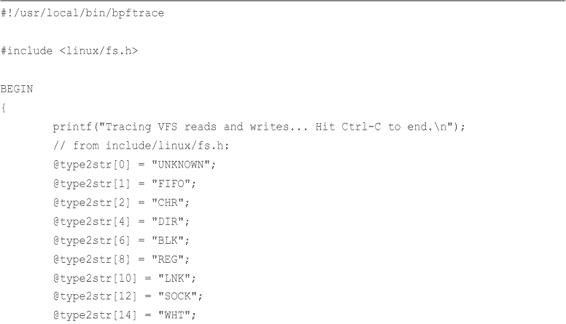 #!/usr/local/bin/bpftrace
#include <linux/fs.h>
BEGIN
{
printf("Tracing VFS reads and writes... Hit Ctrl-C to end.\n");
// from include/linux/fs.h:
@type2str[0] = "UNKNOWN";
@type2str[1] = "FIFO";
@type2str[2] = "CHR";
@type2str[4] = "DIR";
@type2str[6] = "BLK";
@type2str[8] = "REG";
@type2str[10] = "LNK";
@type2str[12] = "SOCK";
@type2str[14] = "WHT";